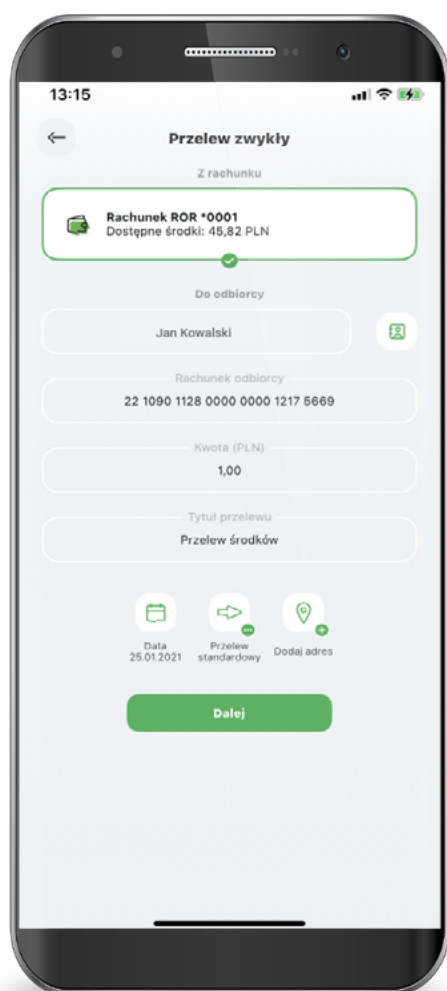 13:15
Przelew zwykły
Z rachunku
Rachunek ROR *0001
Dostępne środki: 45,82 PLN
Do odbiorcy
Jan Kowalski
Rachunek odbiorcy
22 1090 1128 0000 0000 1217 5669
Kwota (PLN)
1,00
Tytuł przelewu
Przelew środków
Data
25.01.2021
Przelew
standardowy
Dodaj adres
Dalej